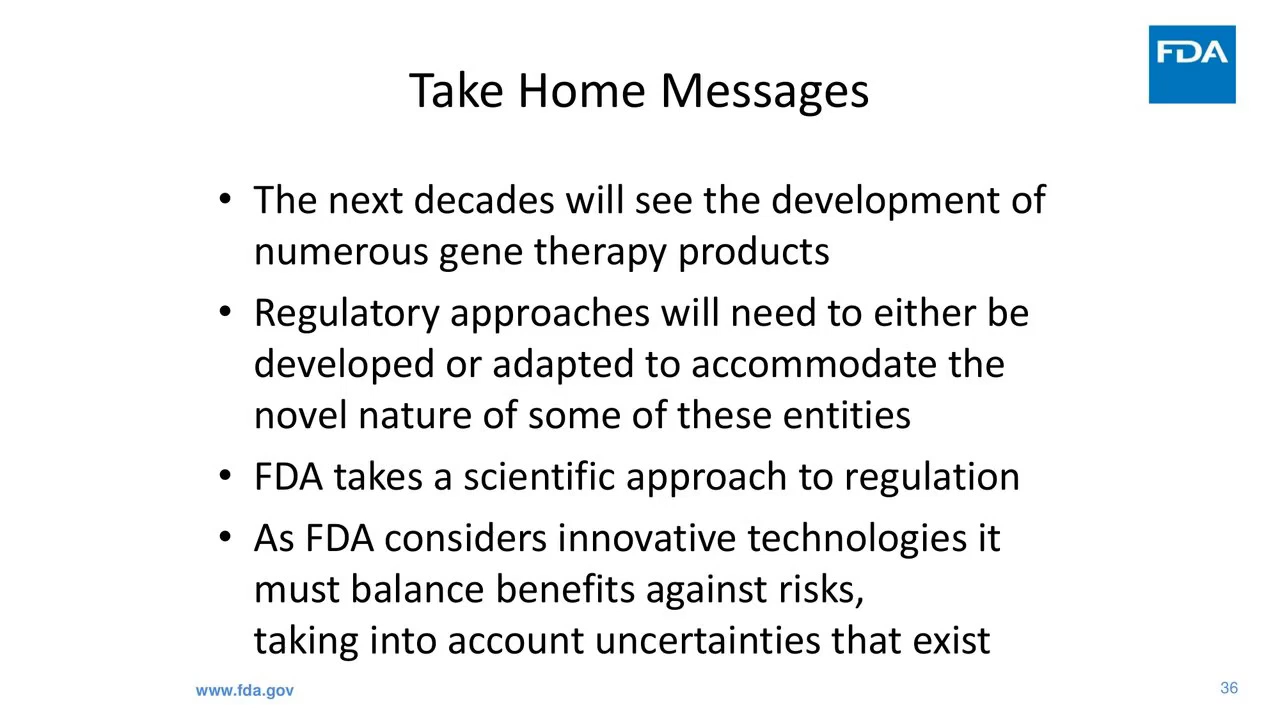 FDA
Take Home Messages
• The next decades will see the development of
numerous gene therapy products
• Regulatory approaches will need to either be
developed or adapted to accommodate the
novel nature of some of these entities
• FDA takes a scientific approach to regulation
• As FDA considers innovative technologies it
must balance benefits against risks,
taking into account uncertainties that exist
www.fda.gov
36